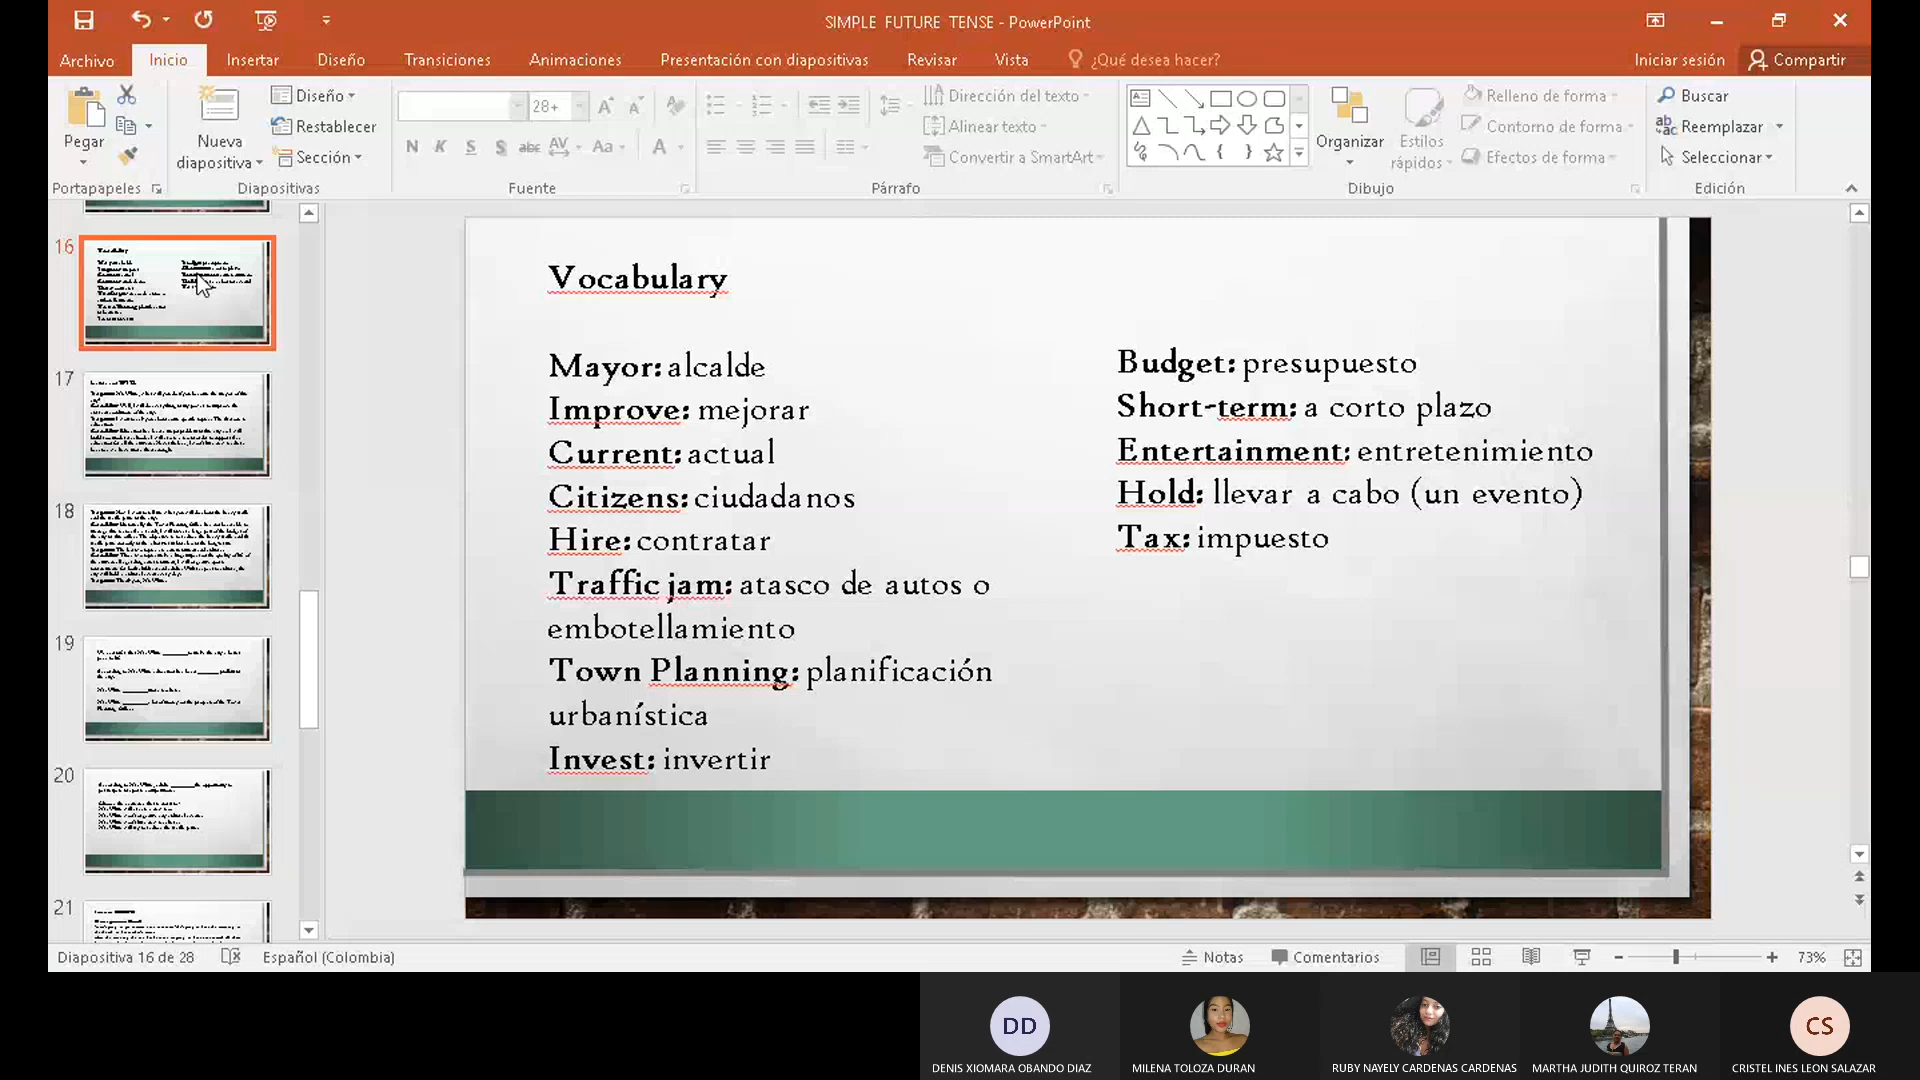 SIMPLE FUTURE TENSE - PowerPoint
Archivo Inicio Insertar Diseño Transiciones Animaciones Presentación con diapositivas Revisar Vista ¿Qué desea hacer? Iniciar sesión Compartir
Pegar
Portapapeles
Nueva diapositiva
Diseño
Restablecer
Sección
Diapositivas
28+
N K S S abc AV Aa A
Fuente
Dirección del texto
Alinear texto
Convertir a SmartArt
Párrafo
Organizar
Estilos rápidos
Relleno de forma
Contorno de forma
Efectos de forma
Dibujo
Buscar
Reemplazar
Seleccionar
Edición
16
17
18
19
20
21
Vocabulary
Mayor: alcalde
Improve: mejorar
Current: actual
Citizens: ciudadanos
Hire: contratar
Traffic jam: atasco de autos o
embotellamiento
Town Planning: planificación
urbanística
Invest: invertir
Budget: presupuesto
Short-term: a corto plazo
Entertainment: entretenimiento
Hold: llevar a cabo (un evento)
Tax: impuesto
Diapositiva 16 de 28 Español (Colombia) Notas Comentarios 73%
DD
CS
DENIS XIOMARA OBANDO DIAZ MILENA TOLOZA DURAN RUBY NAYELY CARDENAS CARDENAS MARTHA JUDITH QUIROZ TERAN CRISTEL INES LEON SALAZAR